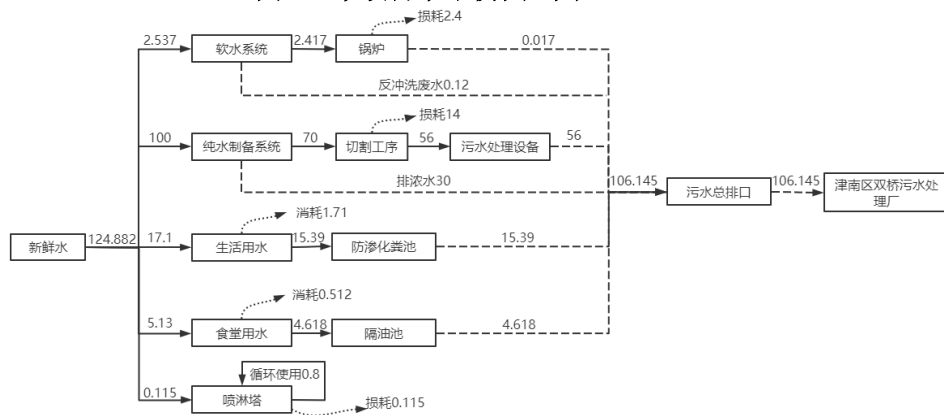 损耗2.4
2.537
软水系统
2.417
锅炉
0.017
反冲洗废水0.12
损耗14
100
纯水制备系统
70
切割工序
56
污水处理设备
56
排浓水30
106.145
污水总排口
106.145
津南区双桥污水处
理厂
消耗1.71
新鲜水
124.882
17.1
生活用水
15.39
防渗化粪池
15.39
消耗0.512
5.13
食堂用水
4.618
隔油池
4.618
循环使用0.8
0.115
喷淋塔
损耗0.115